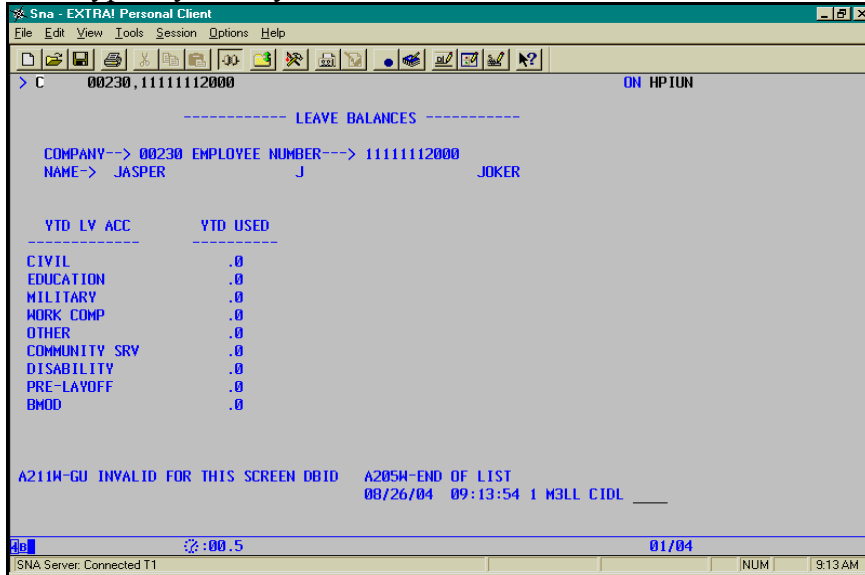 Sna - EXTRA! Personal Client
File Edit View Tools Session Options Help
> C 00230,11111112000 ON HPIUN
------------ LEAVE BALANCES -----------
COMPANY--> 00230 EMPLOYEE NUMBER---> 11111112000
NAME-> JASPER J JOKER
YTD LV ACC YTD USED
------------- ----------
CIVIL .0
EDUCATION .0
MILITARY .0
WORK COMP .0
OTHER .0
COMMUNITY SRV .0
DISABILITY .0
PRE-LAYOFF .0
BMOD .0
A211W-GU INVALID FOR THIS SCREEN DBID A205W-END OF LIST
08/26/04 09:13:54 1 M3LL CIDL ____
4B :00.5 01/04
SNA Server: Connected T1 NUM 9:13 AM